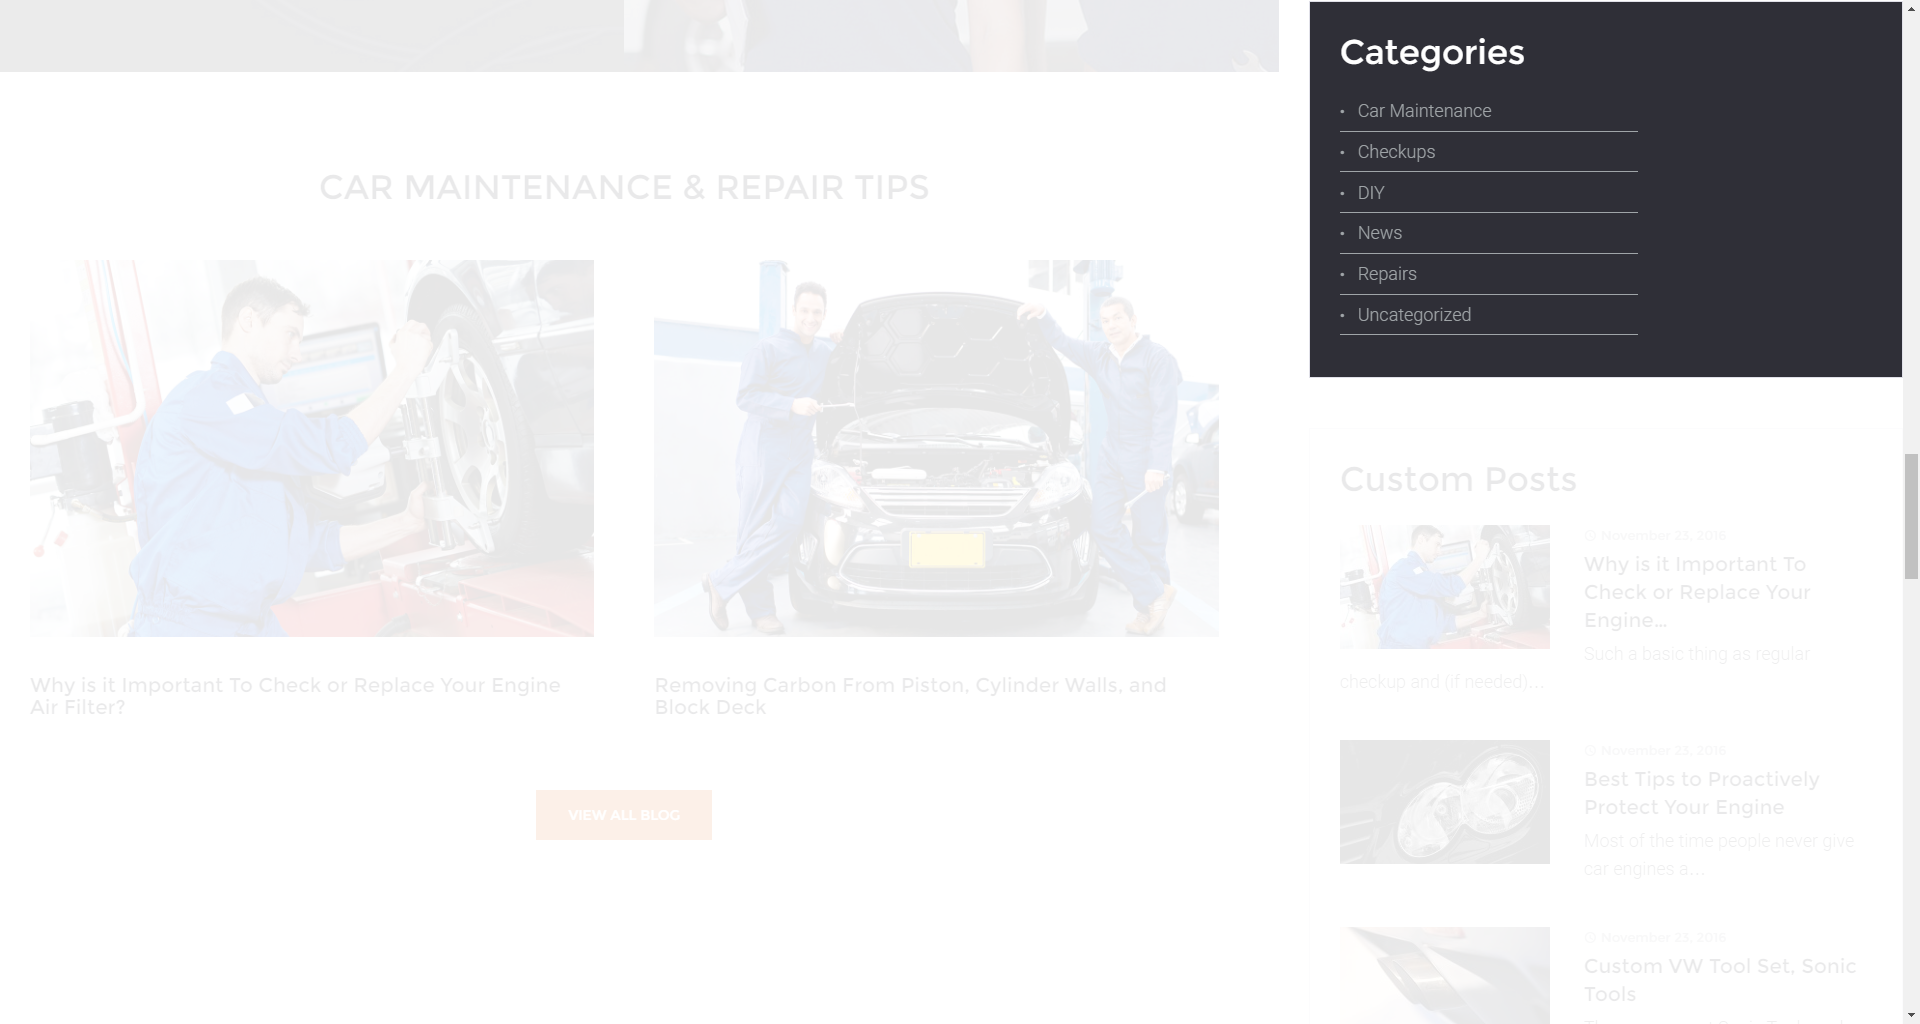 Categories
• Car Maintenance
• Checkups
• DIY
• News
• Repairs
• Uncategorized
CAR MAINTENANCE & REPAIR TIPS
Why is it Important To Check or Replace Your Engine
Air Filter?
Removing Carbon From Piston, Cylinder Walls, and
Block Deck
VIEW ALL BLOG
Custom Posts
November 23, 2016
Why is it Important To
Check or Replace Your
Engine...
Such a basic thing as regular
checkup and (if needed)...
November 23, 2016
Best Tips to Proactively
Protect Your Engine
Most of the time people never give
car engines a...
November 23, 2016
Custom VW Tool Set, Sonic
Tools